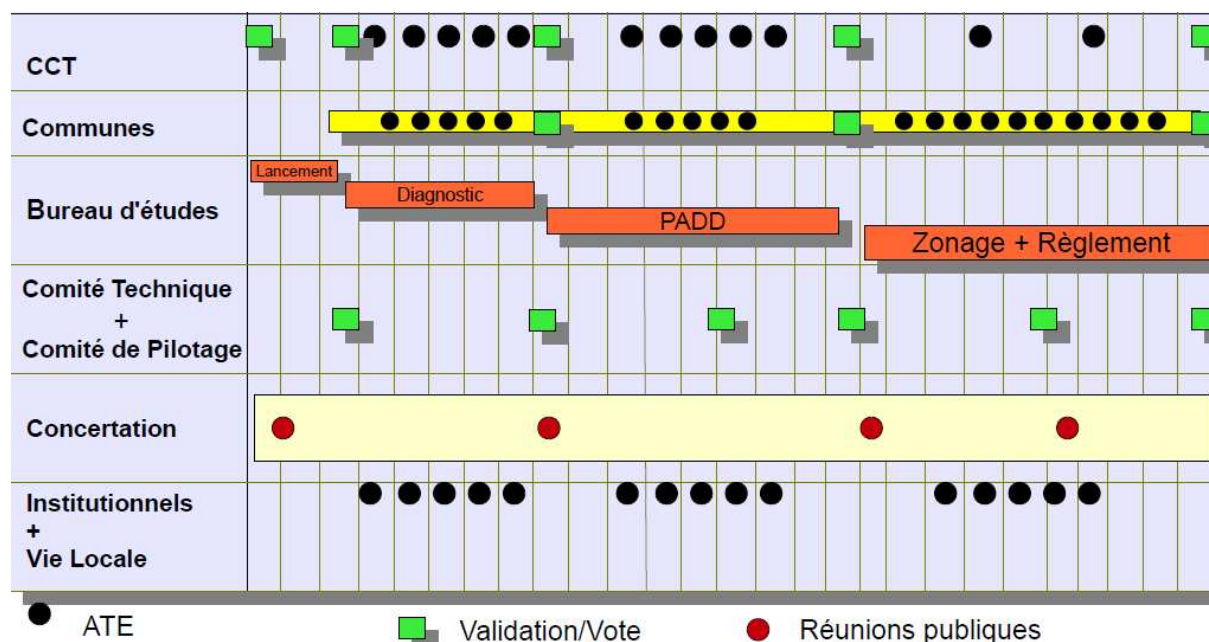 CCT
Communes
Lancement
Diagnostic
Bureau d'études
PADD
Zonage + Règlement
Comité Technique
+
Comité de Pilotage
Concertation
Institutionnels
+
Vie Locale
ATE
Validation/Vote
Réunions publiques